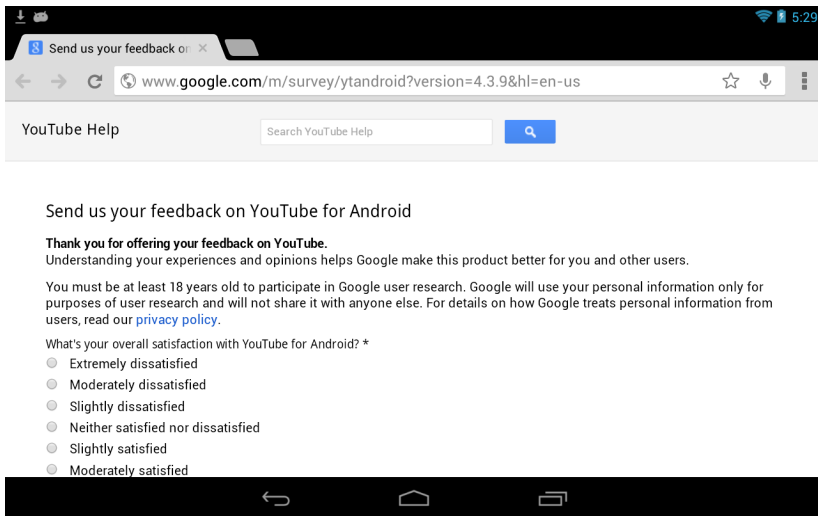 5:29
Send us your feedback on
www.google.com/m/survey/ytandroid?version=4.3.9&hl=en-us
YouTube Help
Search YouTube Help
Send us your feedback on YouTube for Android
Thank you for offering your feedback on YouTube.
Understanding your experiences and opinions helps Google make this product better for you and other users.
You must be at least 18 years old to participate in Google user research. Google will use your personal information only for
purposes of user research and will not share it with anyone else. For details on how Google treats personal information from
users, read our privacy policy.
What's your overall satisfaction with YouTube for Android? *
Extremely dissatisfied
Moderately dissatisfied
Slightly dissatisfied
Neither satisfied nor dissatisfied
Slightly satisfied
Moderately satisfied